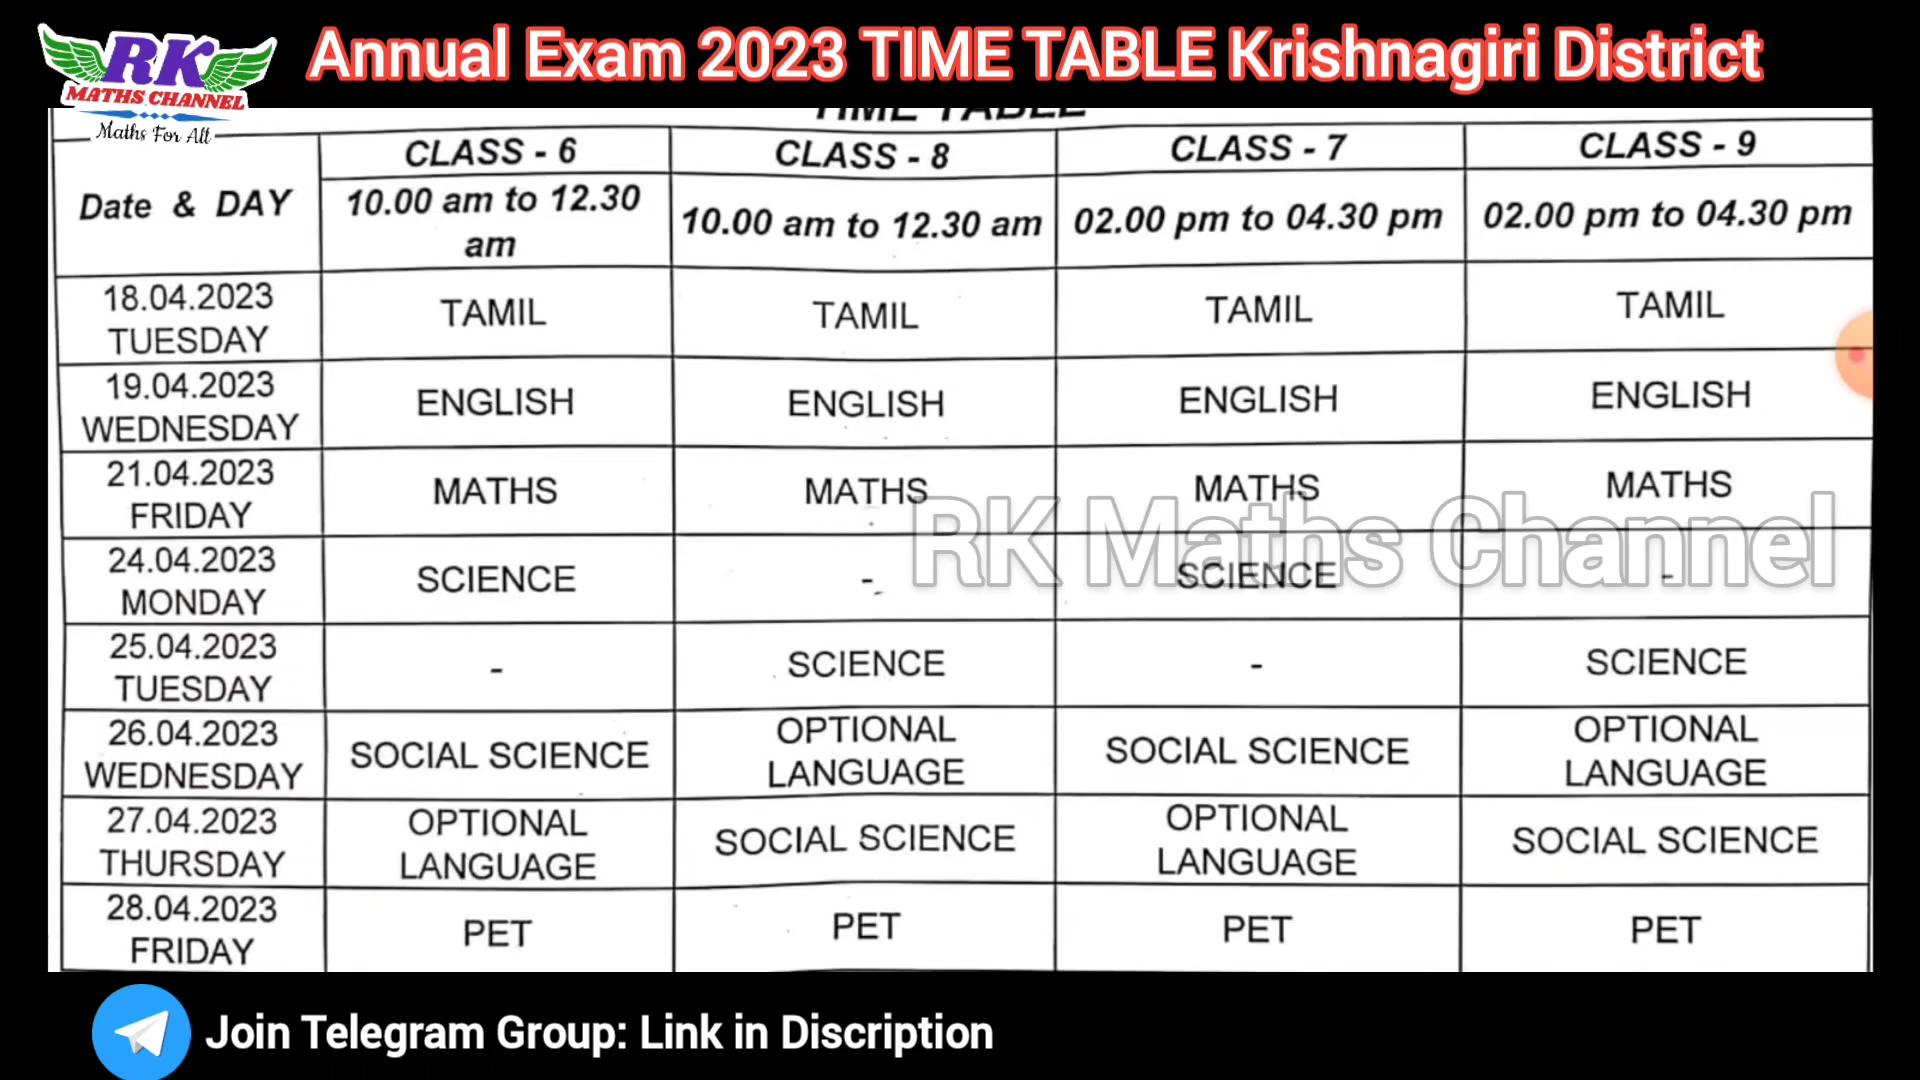 RK
MATHS CHANNEL
Maths For All
Annual Exam 2023 TIME TABLE Krishnagiri District
TIME TABLE
Date & DAY
CLASS - 6
CLASS - 8
CLASS - 7
CLASS - 9
10.00 am to 12.30
am
10.00 am to 12.30 am
02.00 pm to 04.30 pm
02.00 pm to 04.30 pm
18.04.2023
TUESDAY
TAMIL
TAMIL
TAMIL
TAMIL
19.04.2023
WEDNESDAY
ENGLISH
ENGLISH
ENGLISH
ENGLISH
21.04.2023
FRIDAY
MATHS
MATHS
MATHS
MATHS
RK Maths Channel
24.04.2023
MONDAY
SCIENCE
-
SCIENCE
-
25.04.2023
TUESDAY
-
SCIENCE
-
SCIENCE
26.04.2023
WEDNESDAY
SOCIAL SCIENCE
OPTIONAL
LANGUAGE
SOCIAL SCIENCE
OPTIONAL
LANGUAGE
27.04.2023
THURSDAY
OPTIONAL
LANGUAGE
SOCIAL SCIENCE
OPTIONAL
LANGUAGE
SOCIAL SCIENCE
28.04.2023
FRIDAY
PET
PET
PET
PET
Join Telegram Group: Link in Discription